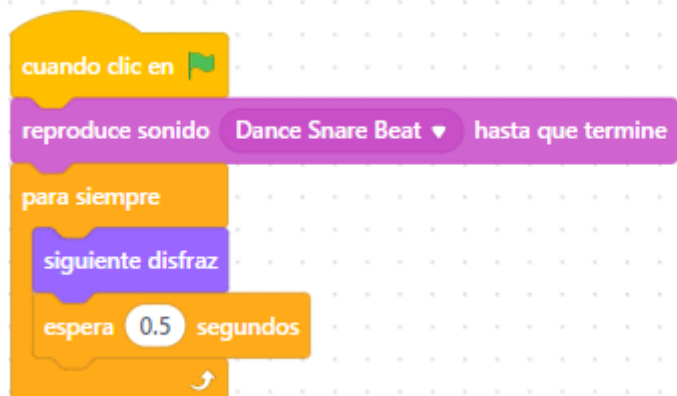 cuando clic en
reproduce sonido Dance Snare Beat hasta que termine
para siempre
siguiente disfraz
espera 0.5 segundos